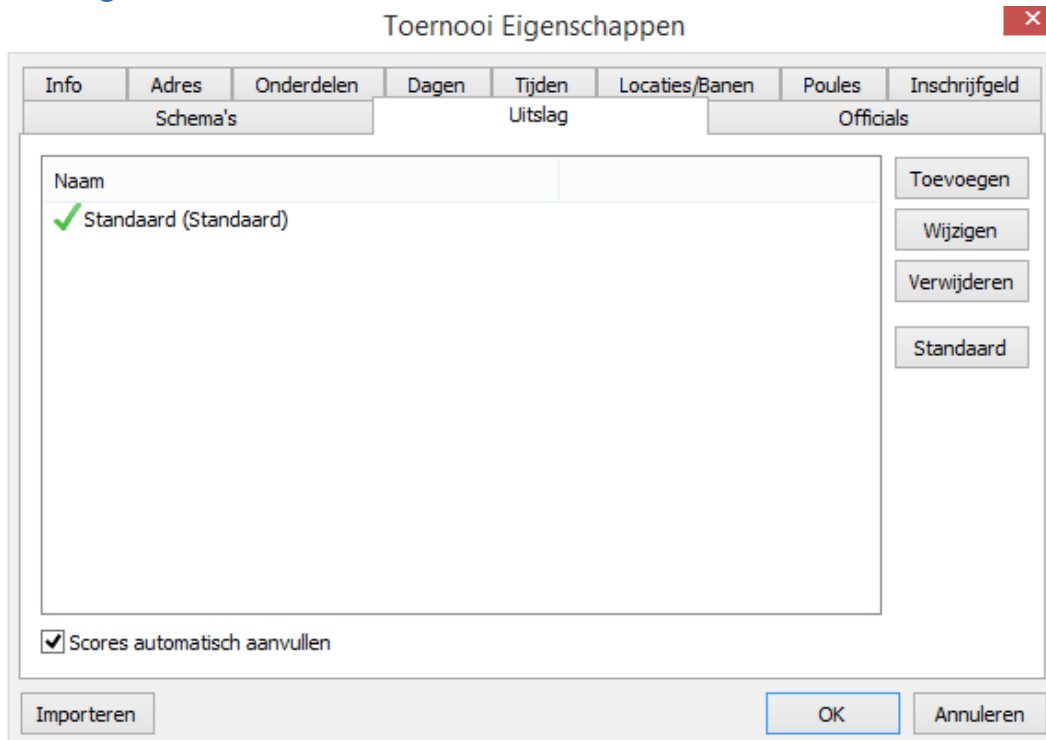 Toernooi Eigenschappen
Info Adres Onderdelen Dagen Tijden Locaties/Banen Poules Inschrijfgeld
Schema's Uitslag Officials
Naam
Standaard (Standaard)
Toevoegen
Wijzigen
Verwijderen
Standaard
Scores automatisch aanvullen
Importeren OK Annuleren